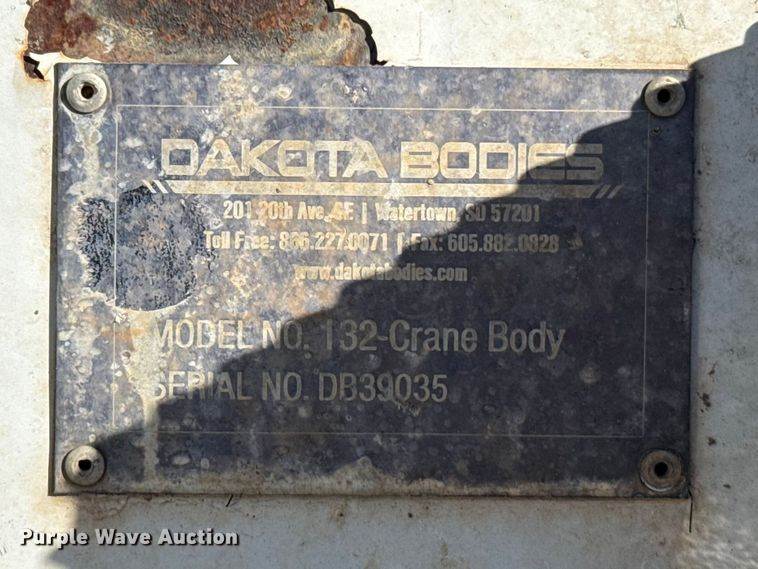 DAKOTA BODIES
201 20th Ave. SE | Watertown, SD 57201
Toll Free: 866.227.0071 | Fax: 605.882.0828
www.dakotabodies.com
MODEL NO. 132-Crane Body
SERIAL NO. DB39035
Purple Wave Auction